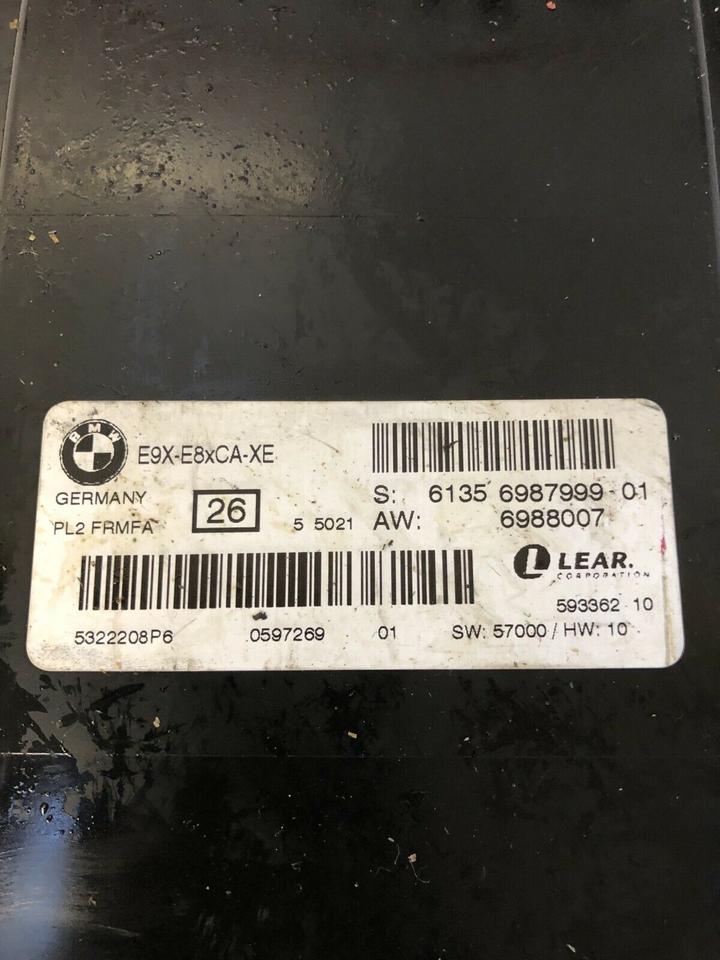 BMW
E9X-E8xCA-XE
GERMANY
PL2 FRMFA
26
5 5021
S: 6135 6987999-01
AW: 6988007
LEAR.
CORPORATION
593362 10
5322208P6 0597269 01 SW: 57000 / HW: 10